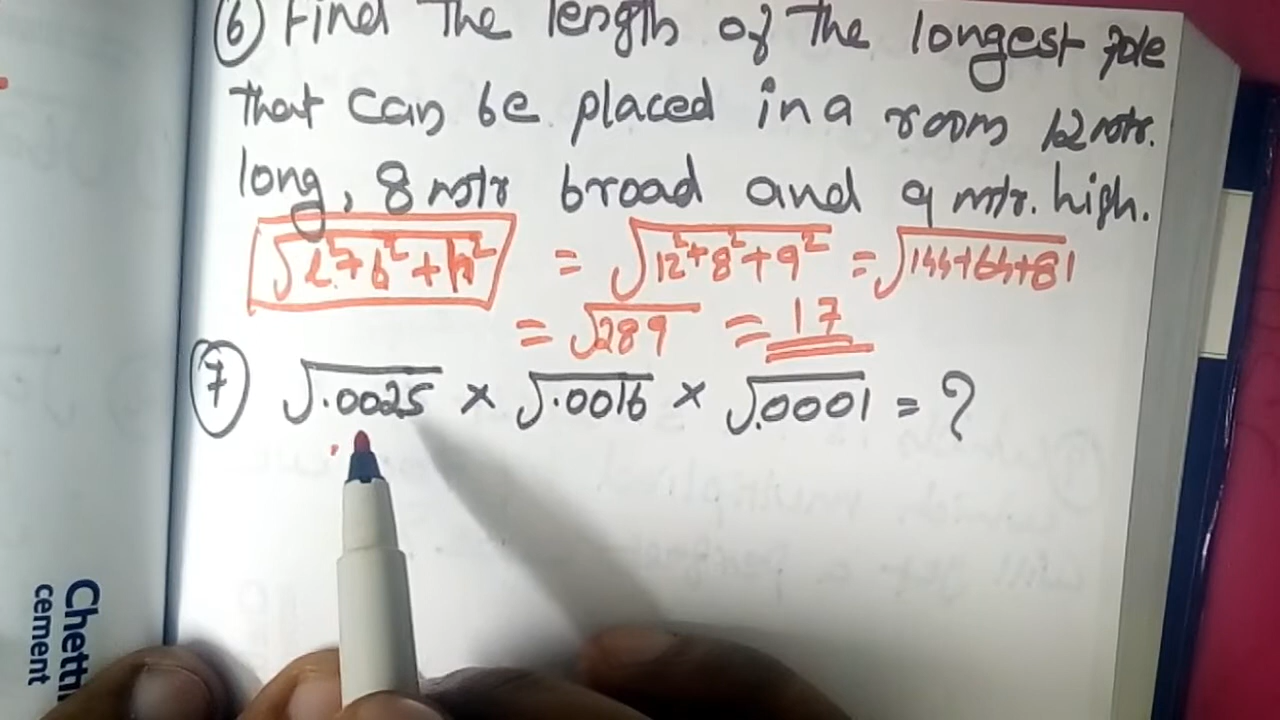 6) Find the length of the longest pole
that can be placed in a room 12 mtr.
long, 8 mtr broad and 9 mtr. high.
√l²+b²+h² = √12²+8²+9² = √144+64+81
= √289 = 17
7 √.0025 × √.0016 × √.0001 = ?
Chetti
cement